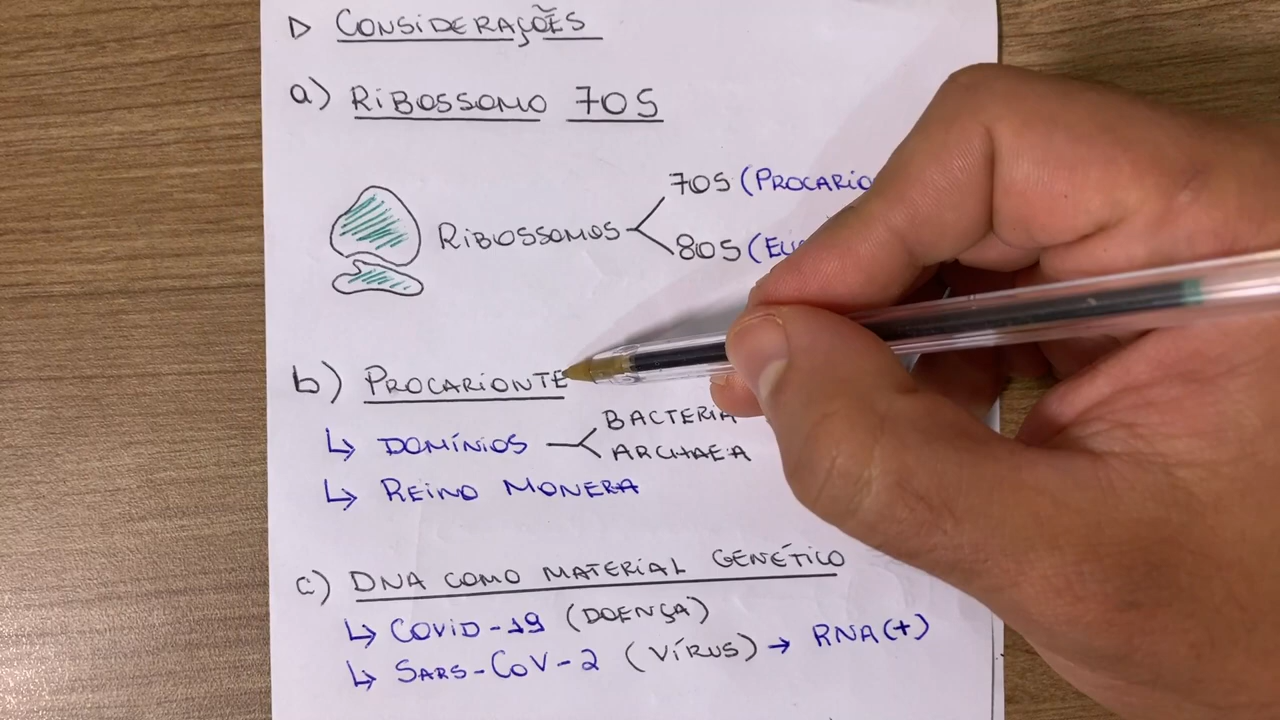 ▷ CONSIDERAÇÕES
a) RIBOSSOMO 70S
70S (PROCARIO
RIBOSSOMOS
80S (EUC
b) PROCARIONTE
↳ DOMÍNIOS
BACTERIA
ARCHAEA
↳ REINO MONERA
c) DNA COMO MATERIAL GENÉTICO
↳ COVID-19 (DOENÇA)
↳ SARS-CoV-2 (VÍRUS) → RNA(+)